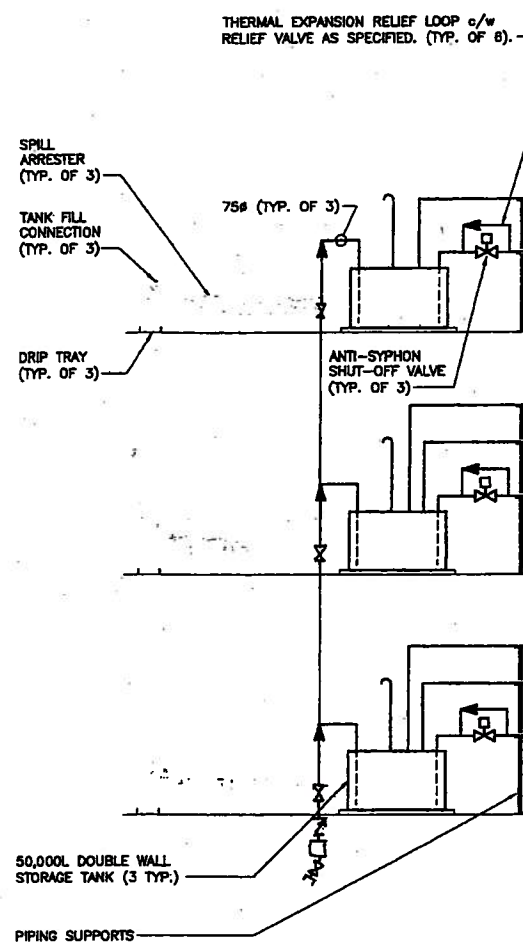 THERMAL EXPANSION RELIEF LOOP c/w
RELIEF VALVE AS SPECIFIED. (TYP. OF 6).
SPILL
ARRESTER
(TYP. OF 3)
75ø (TYP. OF 3)
TANK FILL
CONNECTION
(TYP. OF 3)
DRIP TRAY
(TYP. OF 3)
ANTI-SYPHON
SHUT-OFF VALVE
(TYP. OF 3)
50,000L DOUBLE WALL
STORAGE TANK (3 TYP.)
PIPING SUPPORTS